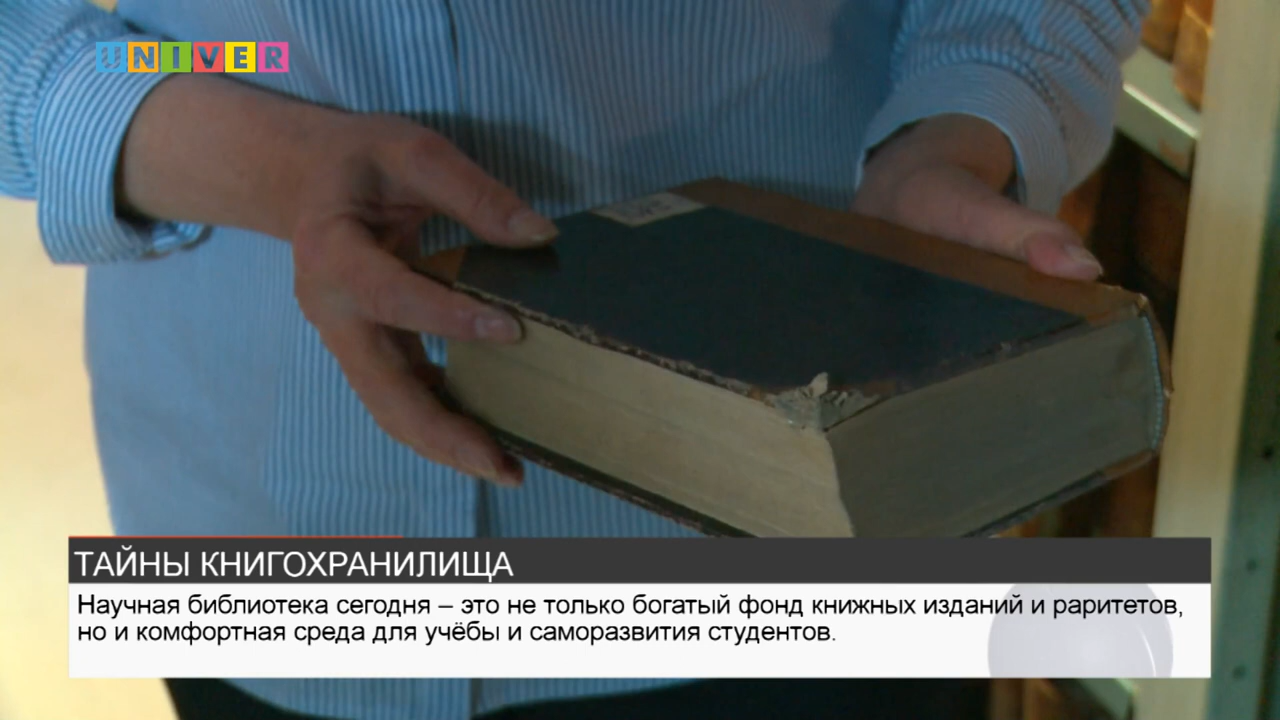 UNIVER
ТАЙНЫ КНИГОХРАНИЛИЩА
Научная библиотека сегодня – это не только богатый фонд книжных изданий и раритетов,
но и комфортная среда для учёбы и саморазвития студентов.